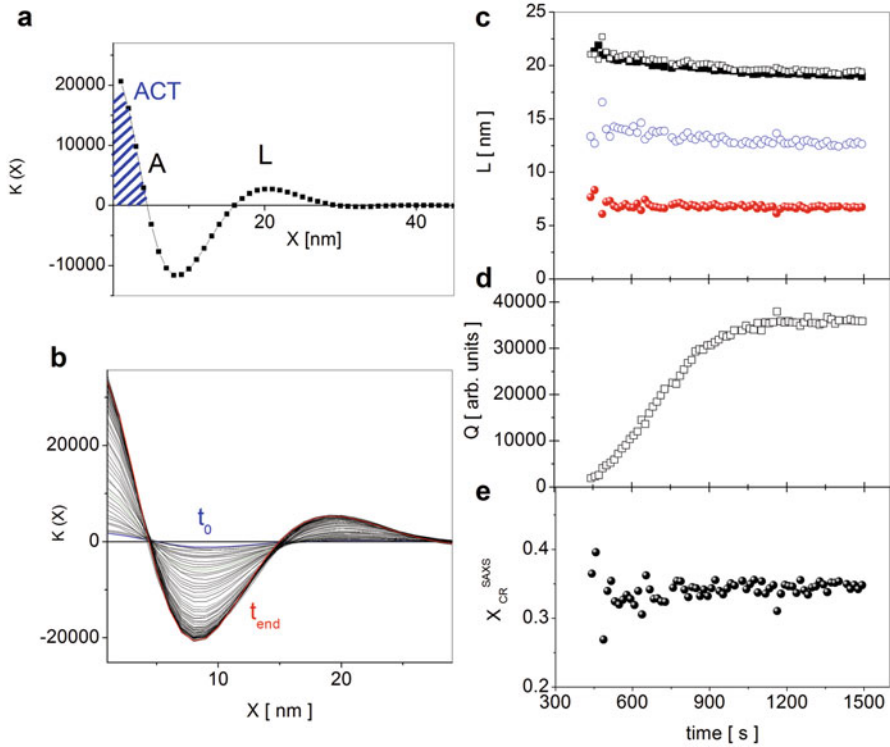 a
20000
10000
0
-10000
K (X)
ACT
A
L
20
40
X [nm]
b
20000
0
-20000
K (X)
t0
tend
10
20
X [ nm ]
c
25
20
15
10
5
0
L [ nm ]
d
40000
30000
20000
10000
0
Q [ arb. units ]
e
0.4
0.3
0.2
X CR SAXS
300
600
900
1200
1500
time [ s ]